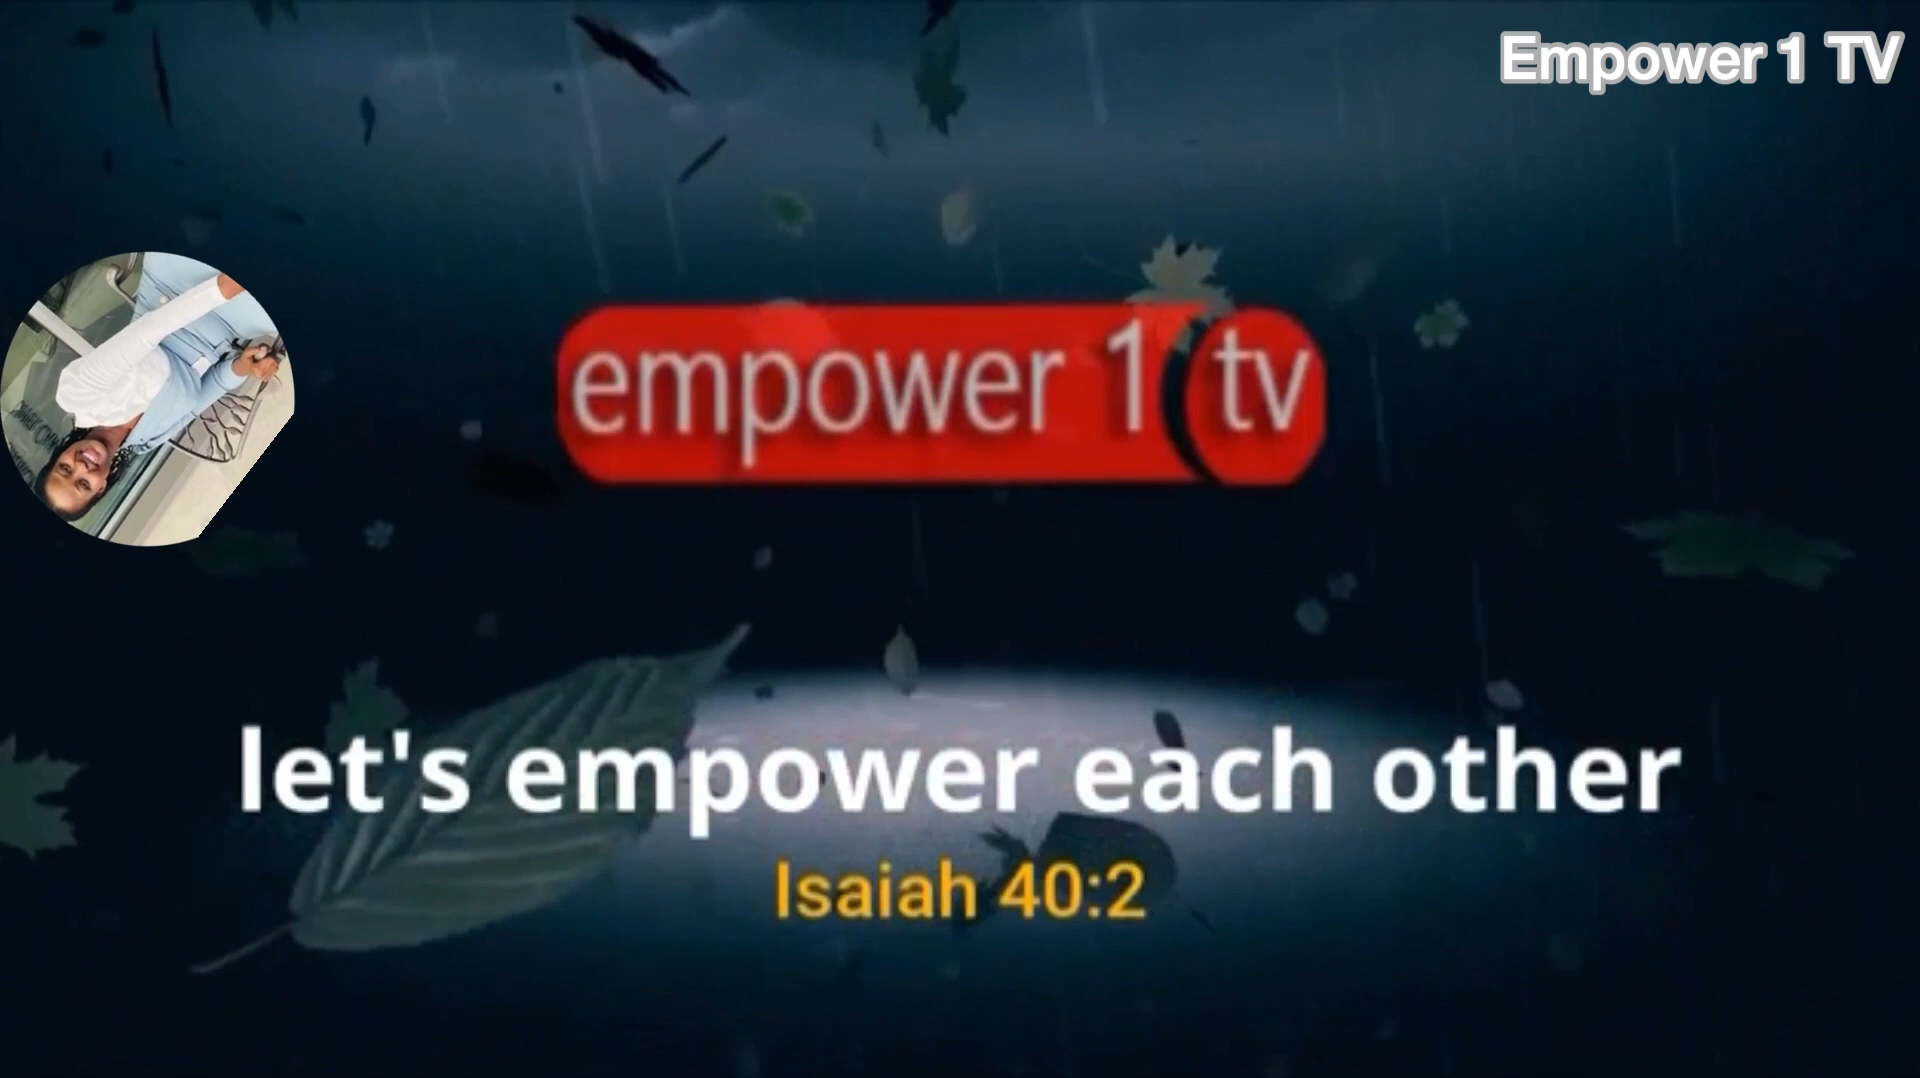 Empower 1 TV
empower 1 tv
let's empower each other
Isaiah 40:2